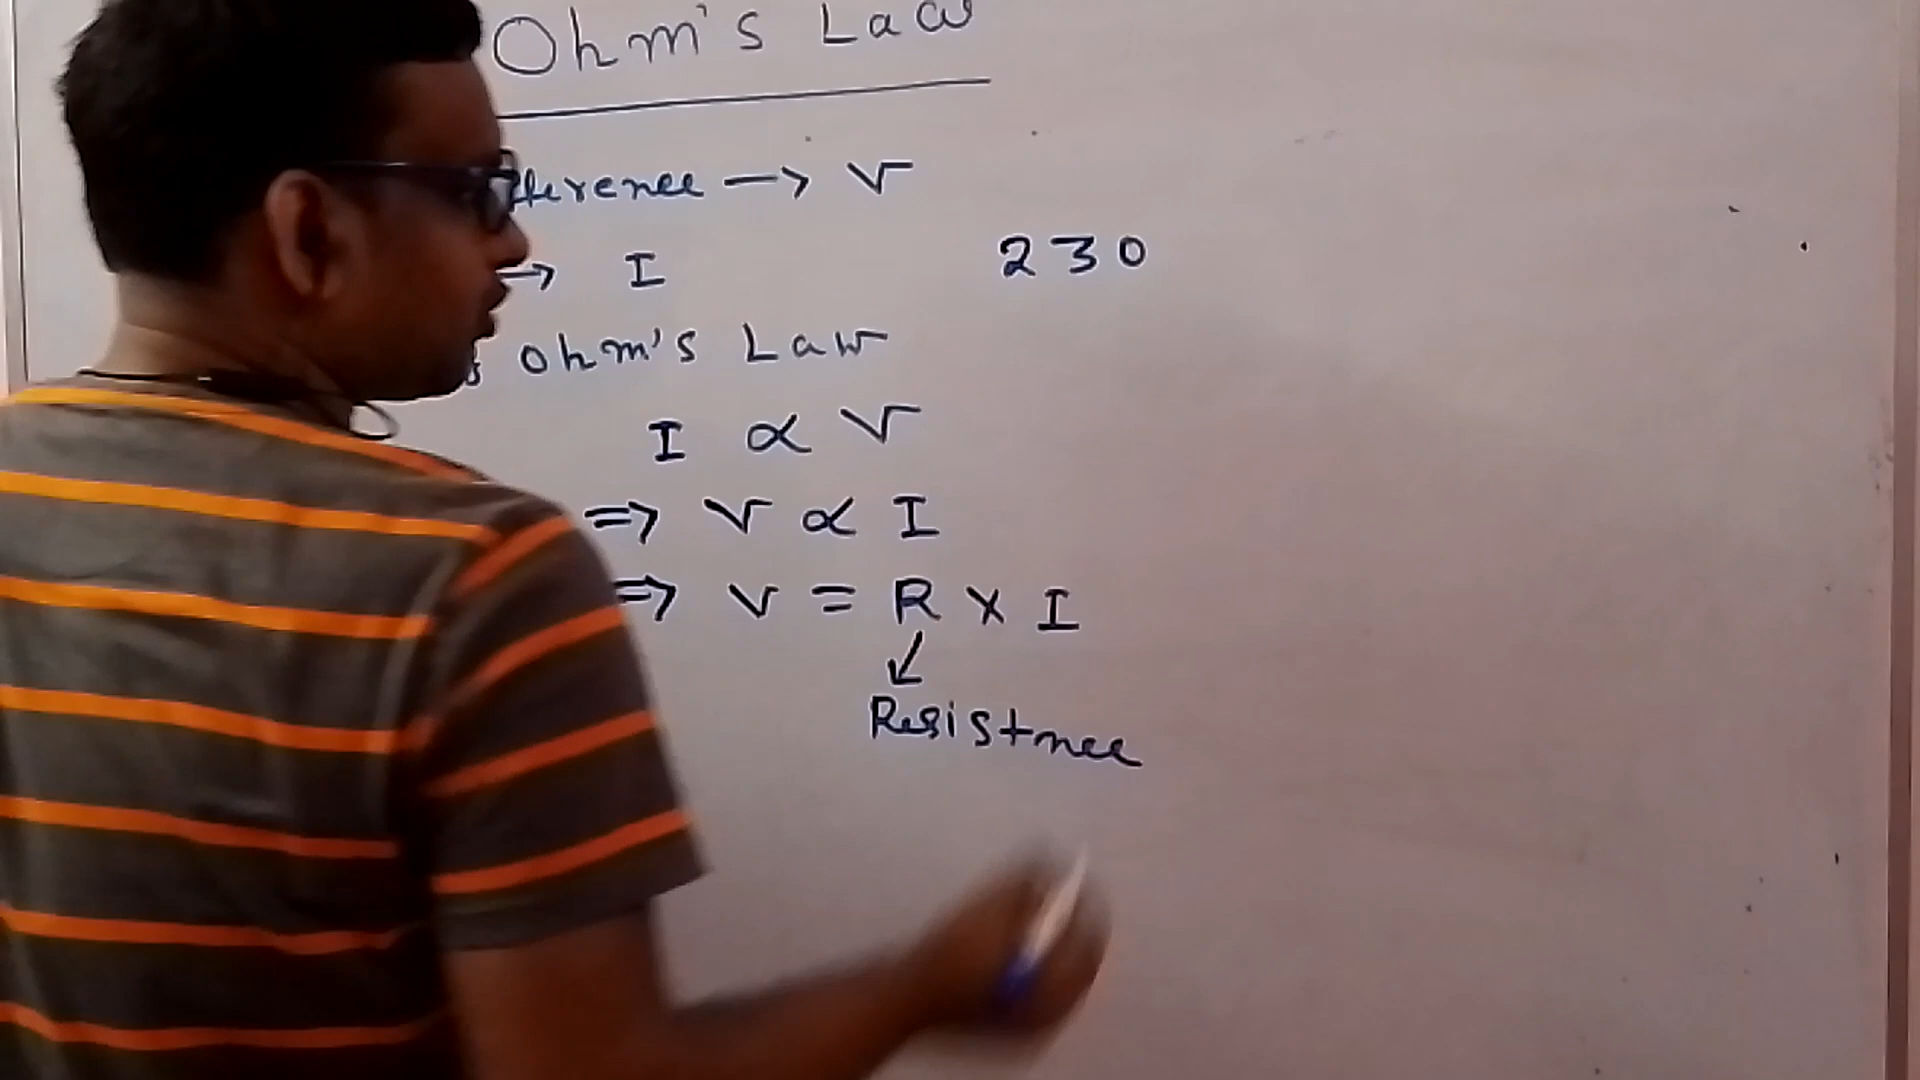 Ohm's Law
fference → V
→ I
230
s Ohm's Law
I ∝ V
⇒ V ∝ I
⇒ V = R × I
↙
Resistnce